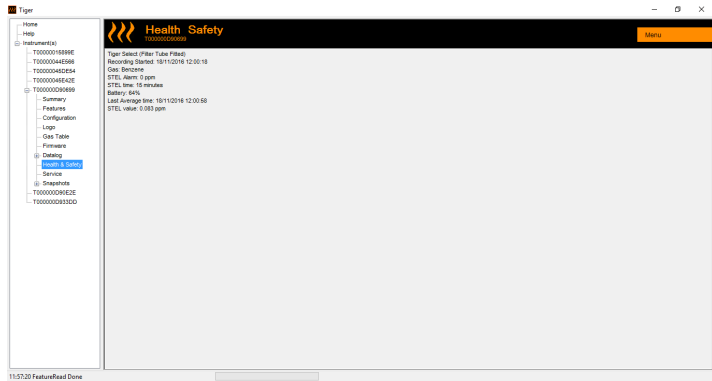 Tiger
Home
Help
Instrument(s)
T00000015899E
T00000044E566
T00000045DE54
T00000045E42E
T000000D90699
Summary
Features
Configuration
Logo
Gas Table
Firmware
Datalog
Health & Safety
Service
Snapshots
T000000D90E2E
T000000D933DD
Health Safety
T000000D90699
Menu
Tiger Select (Filter Tube Fitted)
Recording Started: 18/11/2016 12:00:18
Gas: Benzene
STEL Alarm: 0 ppm
STEL time: 15 minutes
Battery: 64%
Last Average time: 18/11/2016 12:00:58
STEL value: 0.083 ppm
11:57:20 FeatureRead Done